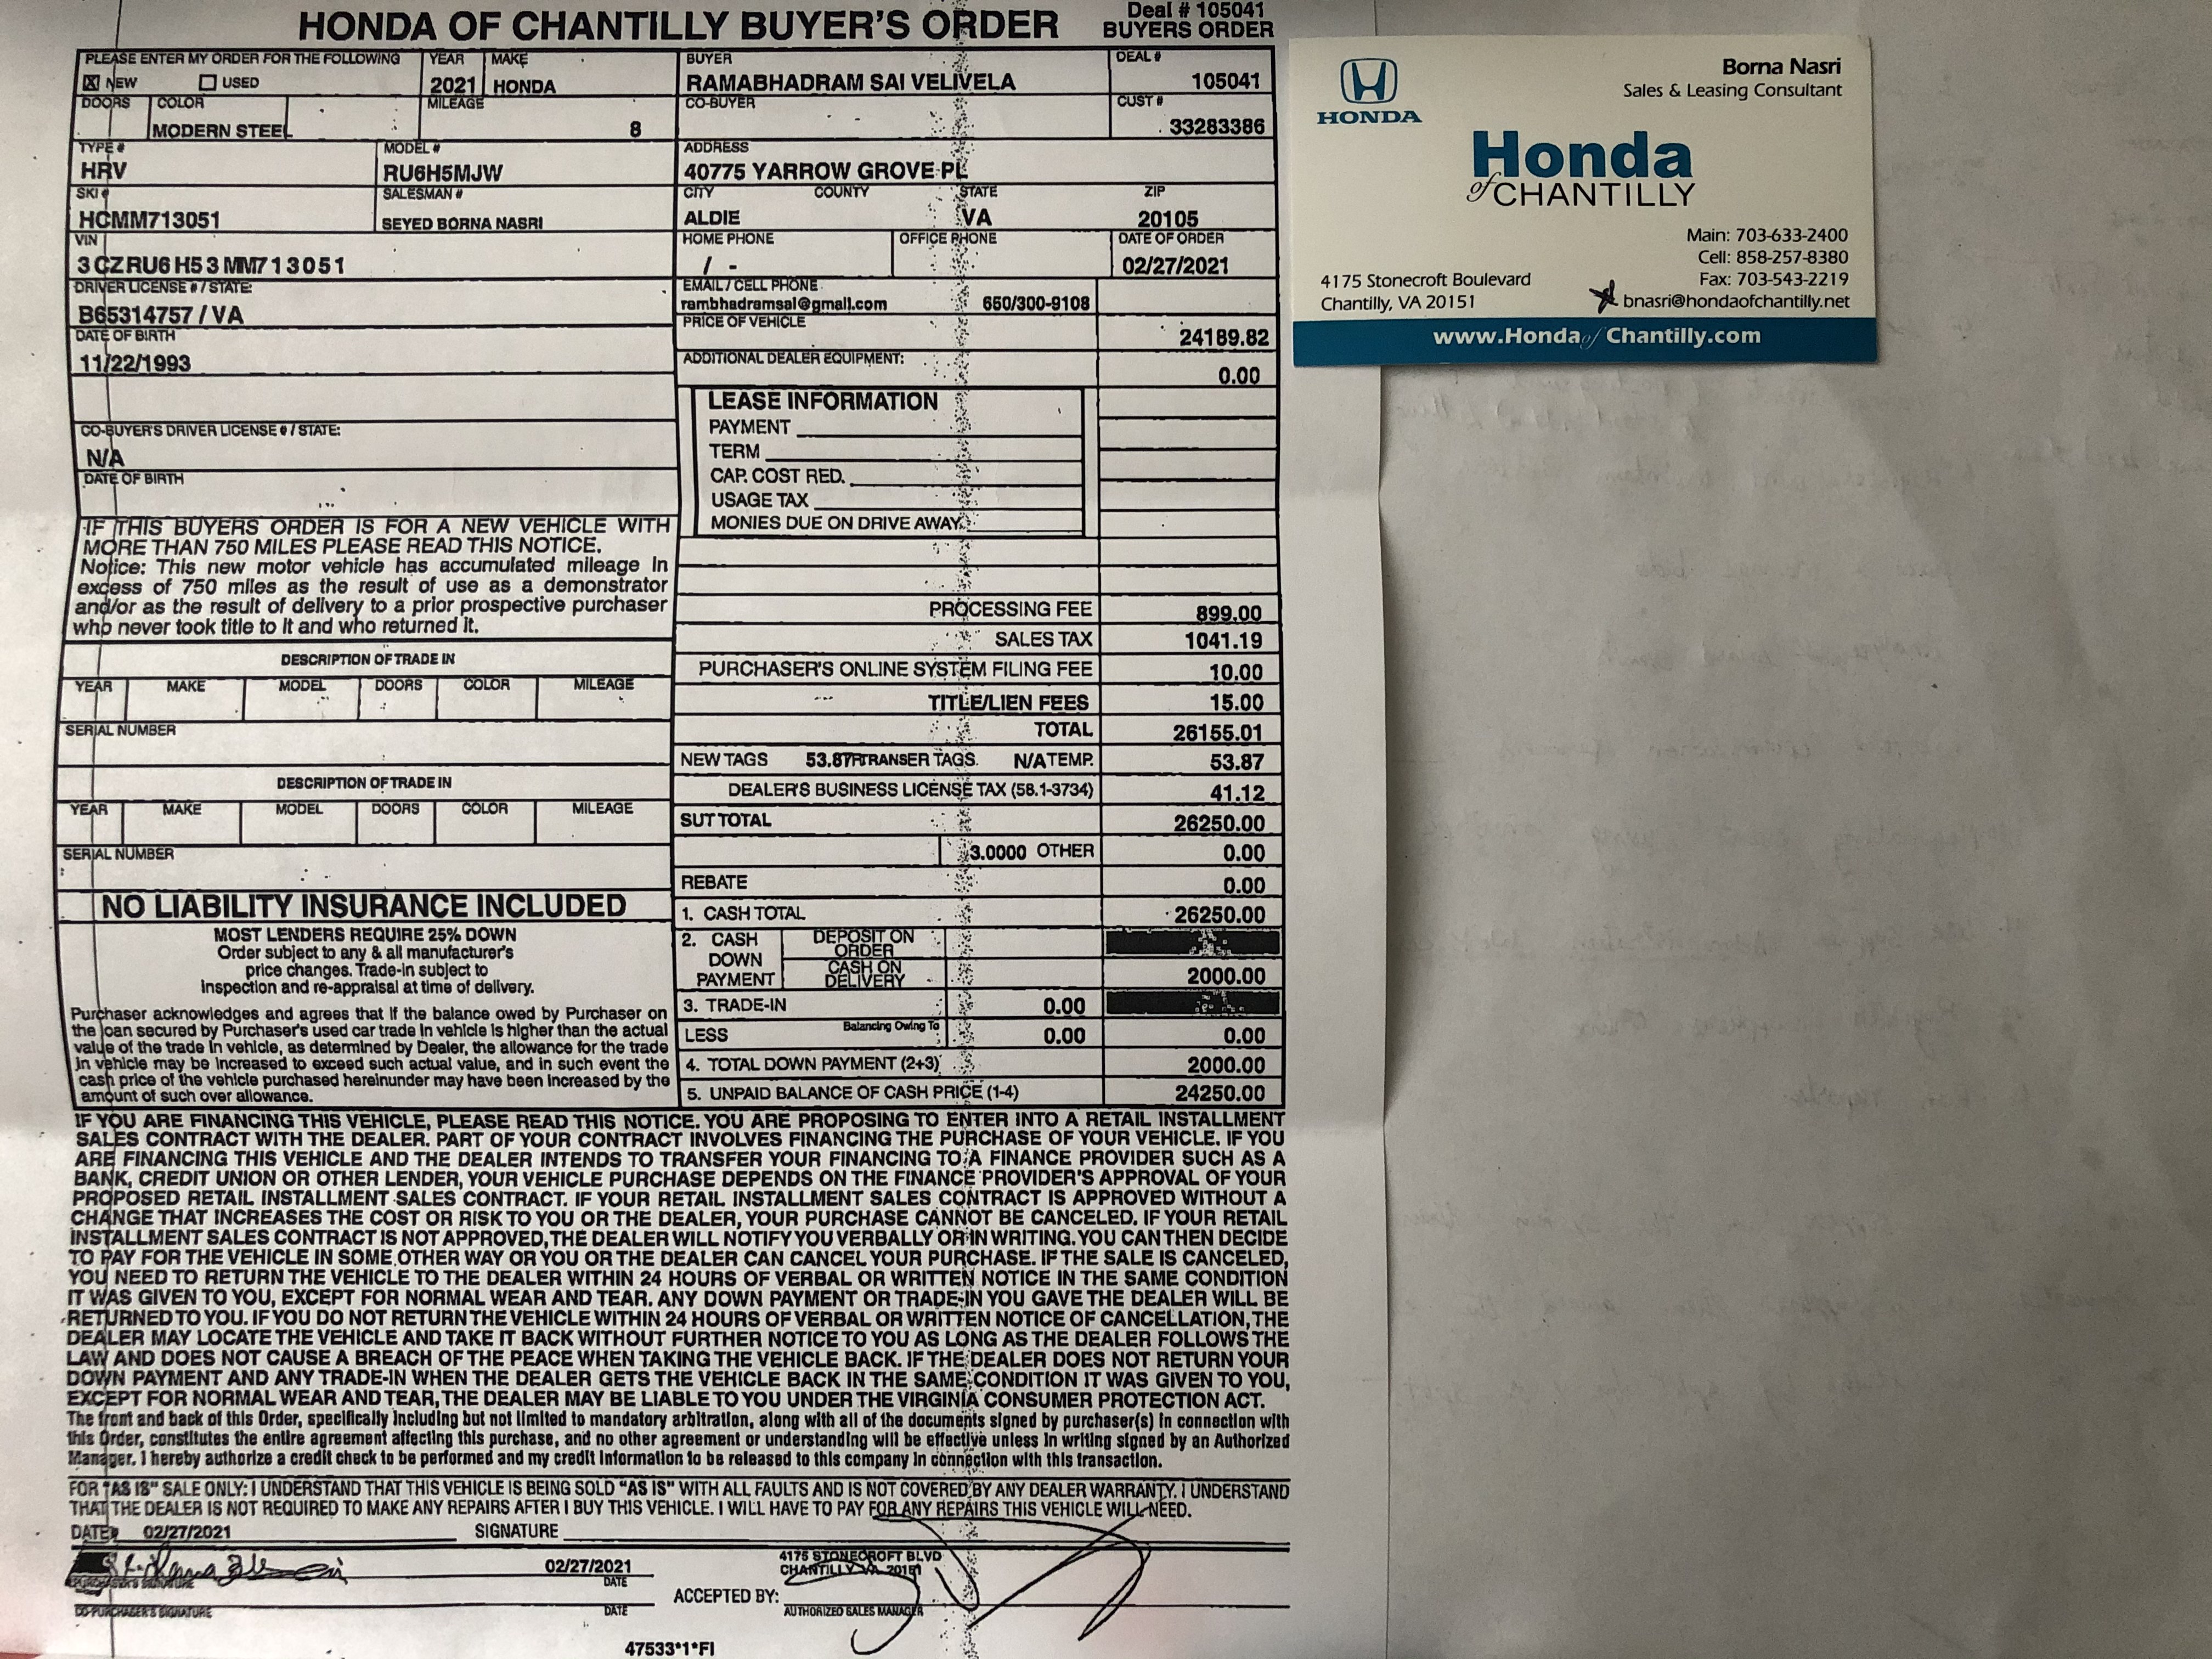 HONDA OF CHANTILLY BUYER'S ORDER
Deal # 105041
BUYERS ORDER
PLEASE ENTER MY ORDER FOR THE FOLLOWING
NEW USED
YEAR
2021
MAKE
HONDA
BUYER
RAMABHADRAM SAI VELIVELA
DEAL #
105041
DOORS
COLOR
MODERN STEEL
MILEAGE
8
CO-BUYER
CUST #
33283386
TYPE #
HRV
MODEL #
RU6H5MJW
ADDRESS
40775 YARROW GROVE PL
SKI #
HCMM713051
SALESMAN #
SEYED BORNA NASRI
CITY COUNTY STATE ZIP
ALDIE VA 20105
VIN
3CZRU6H53MM713051
HOME PHONE
/ -
OFFICE PHONE
DATE OF ORDER
02/27/2021
DRIVER LICENSE # / STATE:
B65314757 / VA
EMAIL / CELL PHONE
rambhadramsai@gmail.com 650/300-9108
DATE OF BIRTH
11/22/1993
PRICE OF VEHICLE
24189.82
ADDITIONAL DEALER EQUIPMENT:
0.00
CO-BUYER'S DRIVER LICENSE # / STATE:
N/A
DATE OF BIRTH
LEASE INFORMATION
PAYMENT
TERM
CAP. COST RED.
USAGE TAX
MONIES DUE ON DRIVE AWAY
IF THIS BUYERS ORDER IS FOR A NEW VEHICLE WITH
MORE THAN 750 MILES PLEASE READ THIS NOTICE.
Notice: This new motor vehicle has accumulated mileage in
excess of 750 miles as the result of use as a demonstrator
and/or as the result of delivery to a prior prospective purchaser
who never took title to it and who returned it.
PROCESSING FEE 899.00
SALES TAX 1041.19
PURCHASER'S ONLINE SYSTEM FILING FEE 10.00
TITLE/LIEN FEES 15.00
TOTAL 26155.01
NEW TAGS 53.87 TRANSER TAGS. N/A TEMP. 53.87
DEALER'S BUSINESS LICENSE TAX (58.1-3734) 41.12
SUT TOTAL 26250.00
3.0000 OTHER 0.00
REBATE 0.00
1. CASH TOTAL 26250.00
2. CASH DOWN PAYMENT
DEPOSIT ON ORDER
CASH ON DELIVERY 2000.00
3. TRADE-IN 0.00
LESS Balancing Owing To 0.00 0.00
4. TOTAL DOWN PAYMENT (2+3) 2000.00
5. UNPAID BALANCE OF CASH PRICE (1-4) 24250.00
DESCRIPTION OF TRADE IN
YEAR MAKE MODEL DOORS COLOR MILEAGE
SERIAL NUMBER
DESCRIPTION OF TRADE IN
YEAR MAKE MODEL DOORS COLOR MILEAGE
SERIAL NUMBER
NO LIABILITY INSURANCE INCLUDED
MOST LENDERS REQUIRE 25% DOWN
Order subject to any & all manufacturer's
price changes. Trade-in subject to
inspection and re-appraisal at time of delivery.
Purchaser acknowledges and agrees that if the balance owed by Purchaser on
the loan secured by Purchaser's used car trade in vehicle is higher than the actual
value of the trade in vehicle, as determined by Dealer, the allowance for the trade
in vehicle may be increased to exceed such actual value, and in such event the
cash price of the vehicle purchased hereinunder may have been increased by the
amount of such over allowance.
IF YOU ARE FINANCING THIS VEHICLE, PLEASE READ THIS NOTICE. YOU ARE PROPOSING TO ENTER INTO A RETAIL INSTALLMENT
SALES CONTRACT WITH THE DEALER. PART OF YOUR CONTRACT INVOLVES FINANCING THE PURCHASE OF YOUR VEHICLE. IF YOU
ARE FINANCING THIS VEHICLE AND THE DEALER INTENDS TO TRANSFER YOUR FINANCING TO A FINANCE PROVIDER SUCH AS A
BANK, CREDIT UNION OR OTHER LENDER, YOUR VEHICLE PURCHASE DEPENDS ON THE FINANCE PROVIDER'S APPROVAL OF YOUR
PROPOSED RETAIL INSTALLMENT SALES CONTRACT. IF YOUR RETAIL INSTALLMENT SALES CONTRACT IS APPROVED WITHOUT A
CHANGE THAT INCREASES THE COST OR RISK TO YOU OR THE DEALER, YOUR PURCHASE CANNOT BE CANCELED. IF YOUR RETAIL
INSTALLMENT SALES CONTRACT IS NOT APPROVED, THE DEALER WILL NOTIFY YOU VERBALLY OR IN WRITING. YOU CAN THEN DECIDE
TO PAY FOR THE VEHICLE IN SOME OTHER WAY OR YOU OR THE DEALER CAN CANCEL YOUR PURCHASE. IF THE SALE IS CANCELED,
YOU NEED TO RETURN THE VEHICLE TO THE DEALER WITHIN 24 HOURS OF VERBAL OR WRITTEN NOTICE IN THE SAME CONDITION
IT WAS GIVEN TO YOU, EXCEPT FOR NORMAL WEAR AND TEAR. ANY DOWN PAYMENT OR TRADE-IN YOU GAVE THE DEALER WILL BE
RETURNED TO YOU. IF YOU DO NOT RETURN THE VEHICLE WITHIN 24 HOURS OF VERBAL OR WRITTEN NOTICE OF CANCELLATION, THE
DEALER MAY LOCATE THE VEHICLE AND TAKE IT BACK WITHOUT FURTHER NOTICE TO YOU AS LONG AS THE DEALER FOLLOWS THE
LAW AND DOES NOT CAUSE A BREACH OF THE PEACE WHEN TAKING THE VEHICLE BACK. IF THE DEALER DOES NOT RETURN YOUR
DOWN PAYMENT AND ANY TRADE-IN WHEN THE DEALER GETS THE VEHICLE BACK IN THE SAME CONDITION IT WAS GIVEN TO YOU,
EXCEPT FOR NORMAL WEAR AND TEAR, THE DEALER MAY BE LIABLE TO YOU UNDER THE VIRGINIA CONSUMER PROTECTION ACT.
The front and back of this Order, specifically including but not limited to mandatory arbitration, along with all of the documents signed by purchaser(s) in connection with
this Order, constitutes the entire agreement affecting this purchase, and no other agreement or understanding will be effective unless in writing signed by an Authorized
Manager. I hereby authorize a credit check to be performed and my credit information to be released to this company in connection with this transaction.
FOR "AS IS" SALE ONLY: I UNDERSTAND THAT THIS VEHICLE IS BEING SOLD "AS IS" WITH ALL FAULTS AND IS NOT COVERED BY ANY DEALER WARRANTY. I UNDERSTAND
THAT THE DEALER IS NOT REQUIRED TO MAKE ANY REPAIRS AFTER I BUY THIS VEHICLE. I WILL HAVE TO PAY FOR ANY REPAIRS THIS VEHICLE WILL NEED.
DATE# 02/27/2021 SIGNATURE
02/27/2021
4175 STONECROFT BLVD
CHANTILLY VA 20151
PURCHASER'S SIGNATURE DATE
ACCEPTED BY:
CO-PURCHASER'S SIGNATURE DATE AUTHORIZED SALES MANAGER
47533*1*FI
HONDA
Borna Nasri
Sales & Leasing Consultant
Honda
of CHANTILLY
Main: 703-633-2400
Cell: 858-257-8380
Fax: 703-543-2219
bnasri@hondaofchantilly.net
4175 Stonecroft Boulevard
Chantilly, VA 20151
www.Honda of Chantilly.com